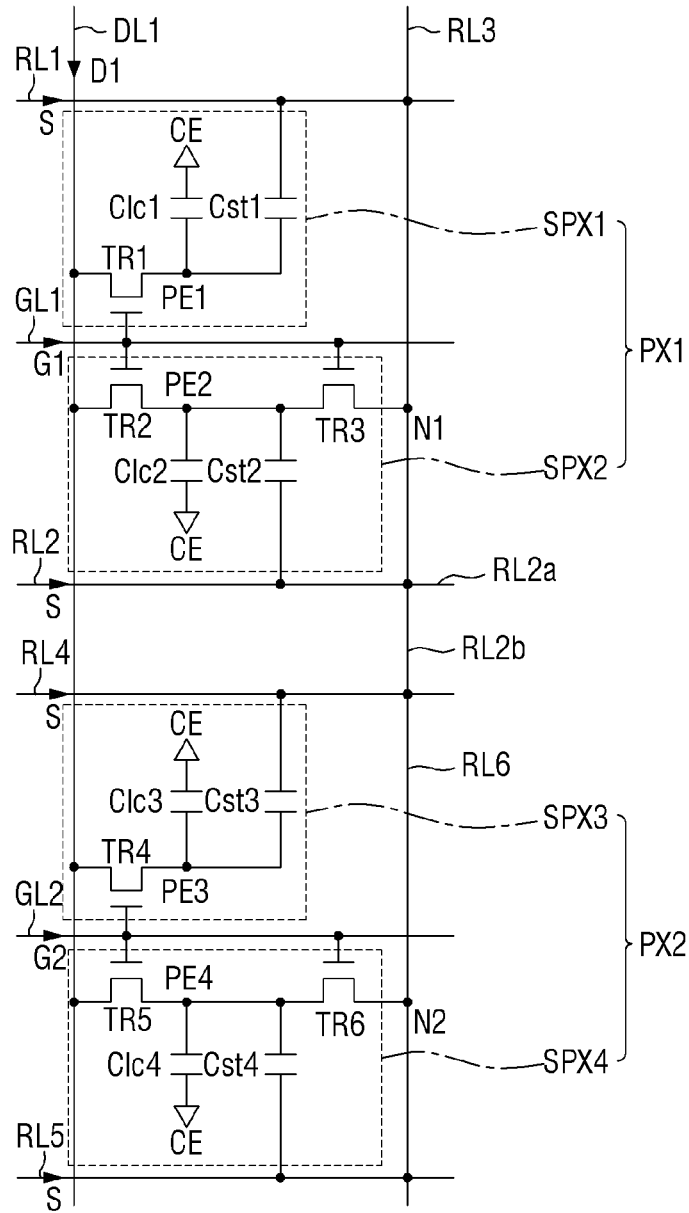 DL1
RL3
RL1
D1
S
CE
Clc1
Cst1
SPX1
TR1
PE1
GL1
G1
PX1
PE2
TR2
TR3
N1
Clc2
Cst2
SPX2
CE
RL2
S
RL2a
RL2b
RL4
S
CE
RL6
Clc3
Cst3
SPX3
TR4
PE3
GL2
G2
PX2
PE4
TR5
TR6
N2
Clc4
Cst4
SPX4
CE
RL5
S